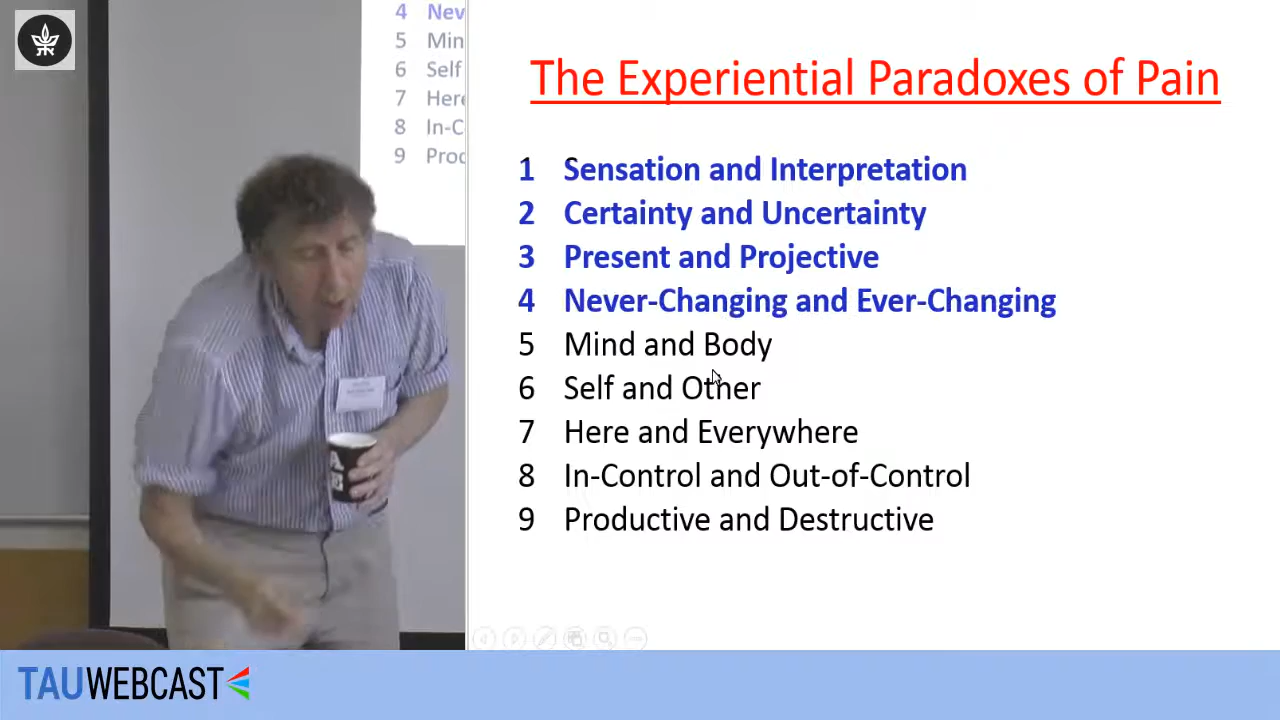 4 Nev
5 Min
6 Self
7 Here
8 In-C
9 Prod
The Experiential Paradoxes of Pain
1 Sensation and Interpretation
2 Certainty and Uncertainty
3 Present and Projective
4 Never-Changing and Ever-Changing
5 Mind and Body
6 Self and Other
7 Here and Everywhere
8 In-Control and Out-of-Control
9 Productive and Destructive
TAUWEBCAST